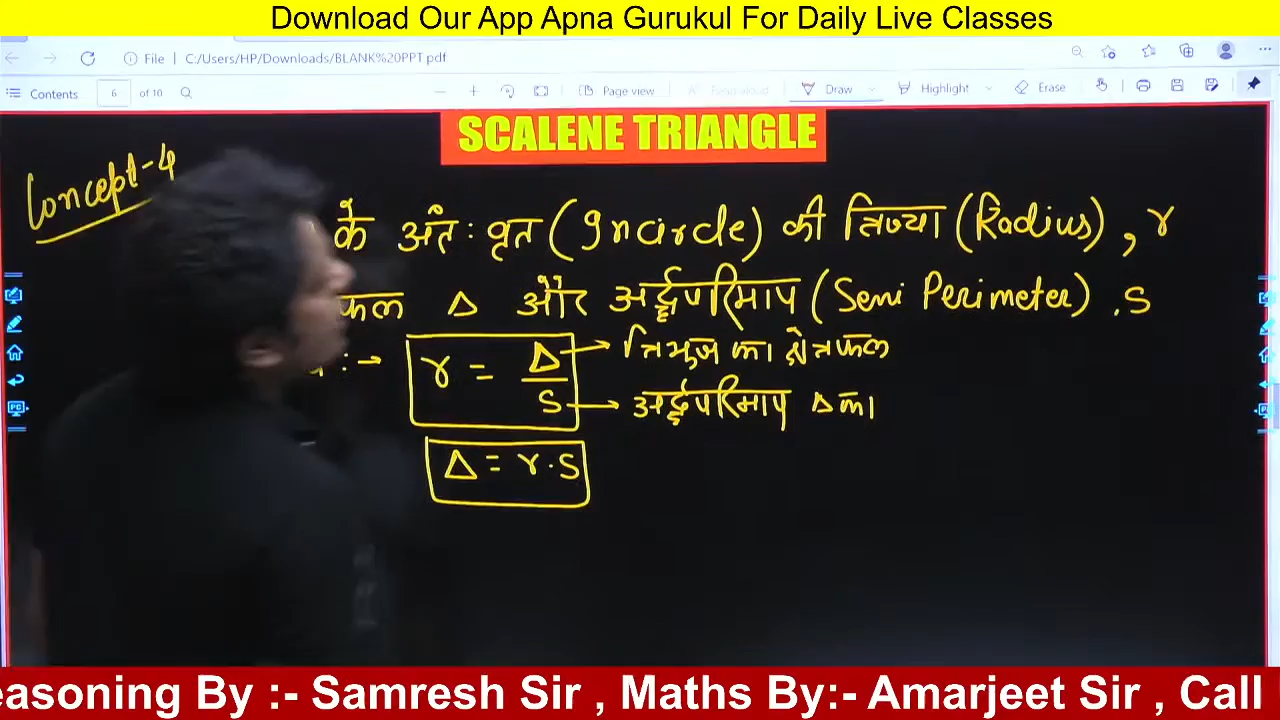 Download Our App Apna Gurukul For Daily Live Classes
File | C:/Users/HP/Downloads/BLANK%20PPT.pdf
Contents 6 of 10 Page view Read aloud Draw Highlight Erase
SCALENE TRIANGLE
Concept-4
के अंतः वृत (Incircle) की त्रिज्या (Radius), r
फल Δ और अर्द्धपरिमाप (Semi Perimeter) . S
:→ r = Δ/S
→ त्रिभुज का क्षेत्रफल
→ अर्द्धपरिमाप Δ का
Δ = r·S
easoning By :- Samresh Sir , Maths By:- Amarjeet Sir , Call